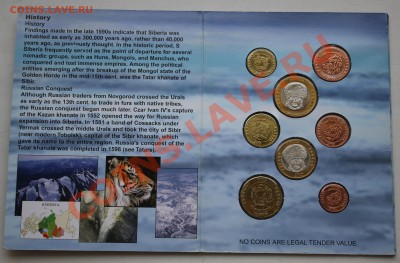 History
History
Findings made in the late 1990s indicate that Siberia was
inhabited as early as 300,000 years ago, rather than 40,000
years ago, as previously thought. In the historic period, S
Siberia frequently served as the point of departure for several
nomadic groups, such as Huns, Mongols, and Manchus, who
conquered and lost immense empires. Among the political
entities emerging after the breakup of the Mongol state of the
Golden Horde in the mid-15th cent. was the Tatar khanate of
Sibir.
Russian Conquest
Although Russian traders from Novgorod crossed the Urals
as early as the 13th cent. to trade in furs with native tribes,
the Russian conquest began much later. Czar Ivan IV's capture
of the Kazan khanate in 1552 opened the way for Russian
expansion into Siberia. In 1581 a band of Cossacks under
Yermak crossed the middle Urals and took the city of Sibir
(near modern Tobolsk), capital of the Sibir khanate, which
gave its name to the entire region. Russia's conquest of the
Tatar khanate was completed in 1598 (see Tatars).
NO COINS ARE LEGAL TENDER VALUE.
COINS.LAVE.RU